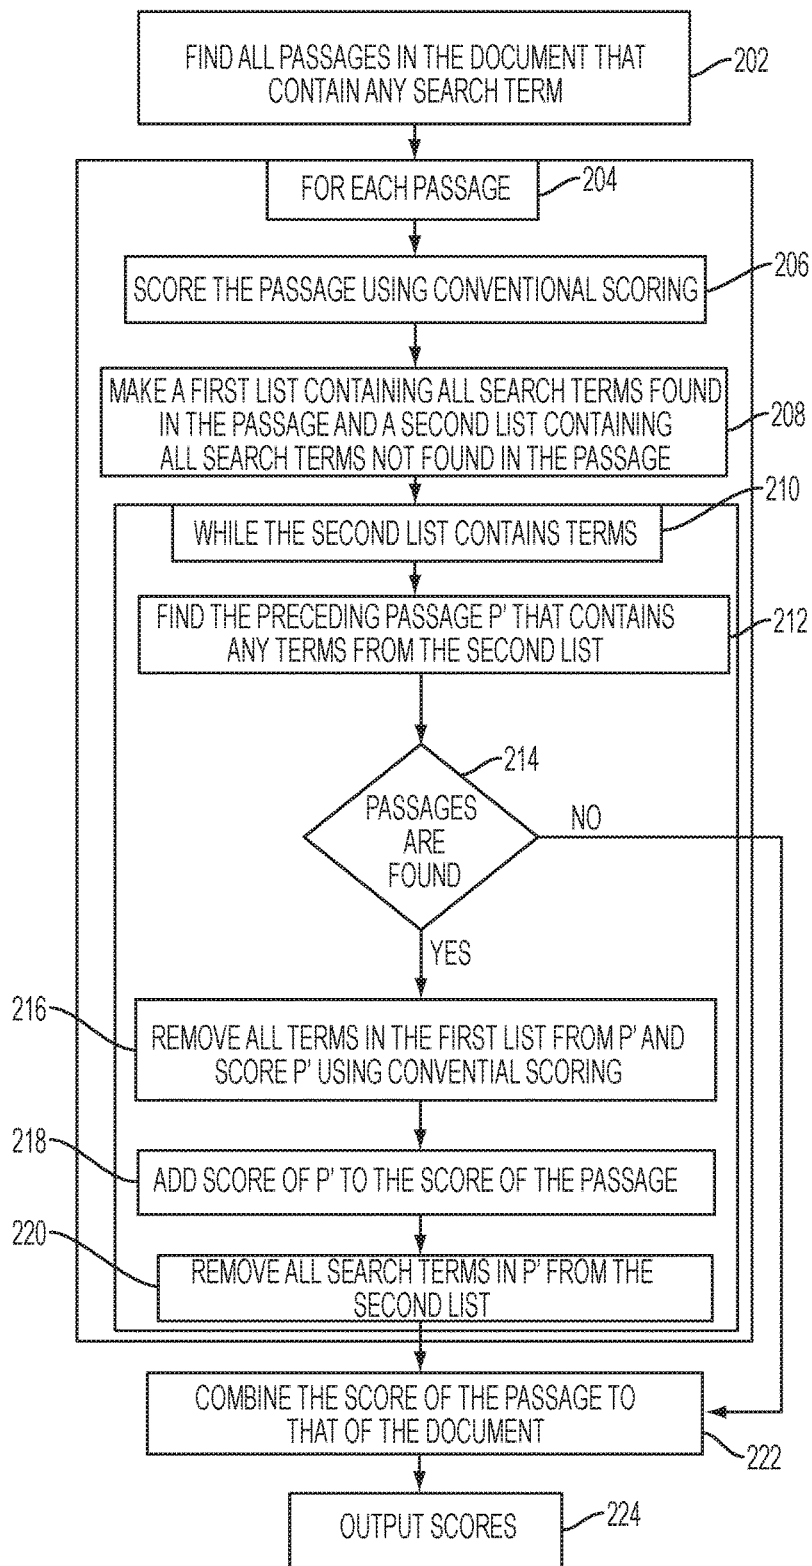 FIND ALL PASSAGES IN THE DOCUMENT THAT
CONTAIN ANY SEARCH TERM
202
FOR EACH PASSAGE
204
SCORE THE PASSAGE USING CONVENTIONAL SCORING
206
MAKE A FIRST LIST CONTAINING ALL SEARCH TERMS FOUND
IN THE PASSAGE AND A SECOND LIST CONTAINING
ALL SEARCH TERMS NOT FOUND IN THE PASSAGE
208
WHILE THE SECOND LIST CONTAINS TERMS
210
FIND THE PRECEDING PASSAGE P' THAT CONTAINS
ANY TERMS FROM THE SECOND LIST
212
PASSAGES
ARE
FOUND
214
NO
YES
216
REMOVE ALL TERMS IN THE FIRST LIST FROM P' AND
SCORE P' USING CONVENTIAL SCORING
218
ADD SCORE OF P' TO THE SCORE OF THE PASSAGE
220
REMOVE ALL SEARCH TERMS IN P' FROM THE
SECOND LIST
COMBINE THE SCORE OF THE PASSAGE TO
THAT OF THE DOCUMENT
222
OUTPUT SCORES
224